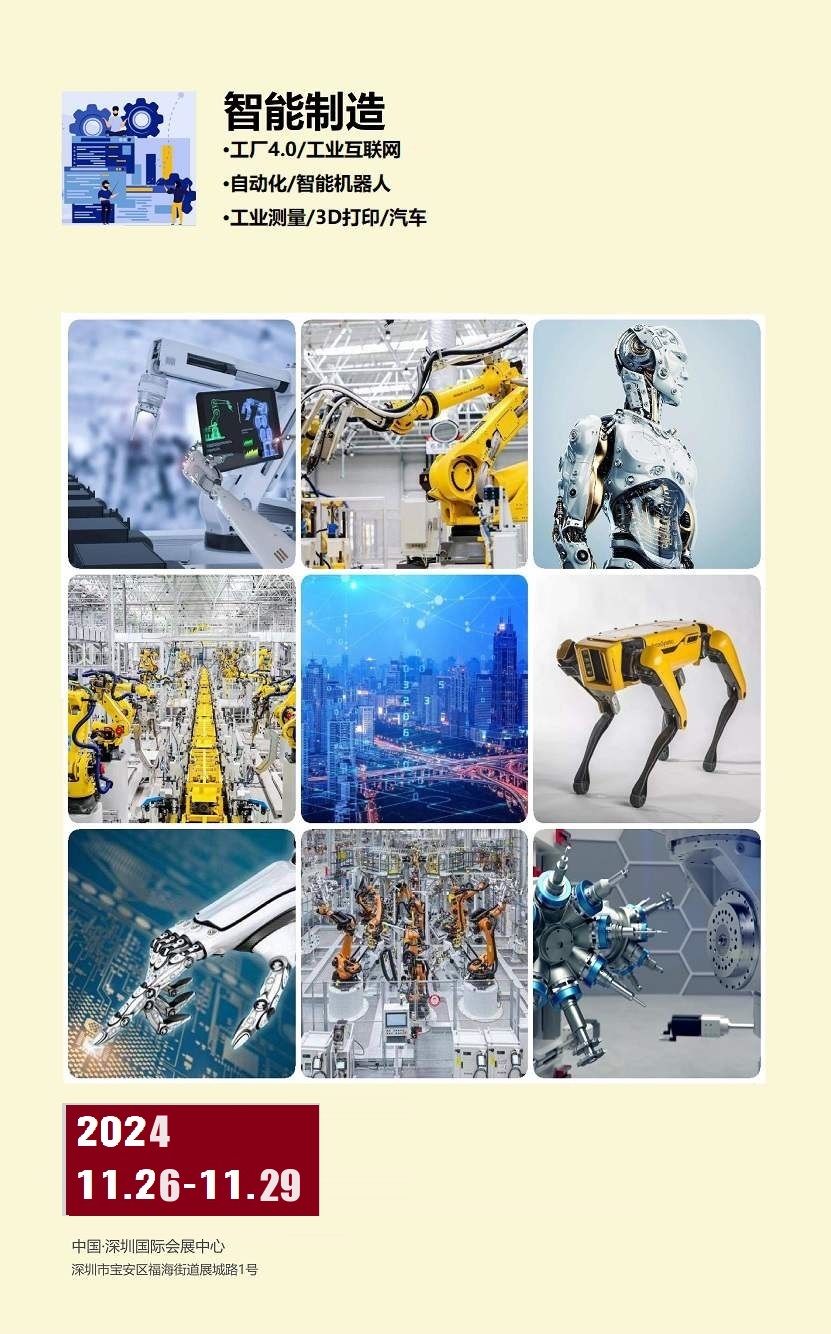 智能制造
•工厂4.0/工业互联网
•自动化/智能机器人
•工业测量/3D打印/汽车
2024
11.26-11.29
中国·深圳国际会展中心
深圳市宝安区福海街道展城路1号